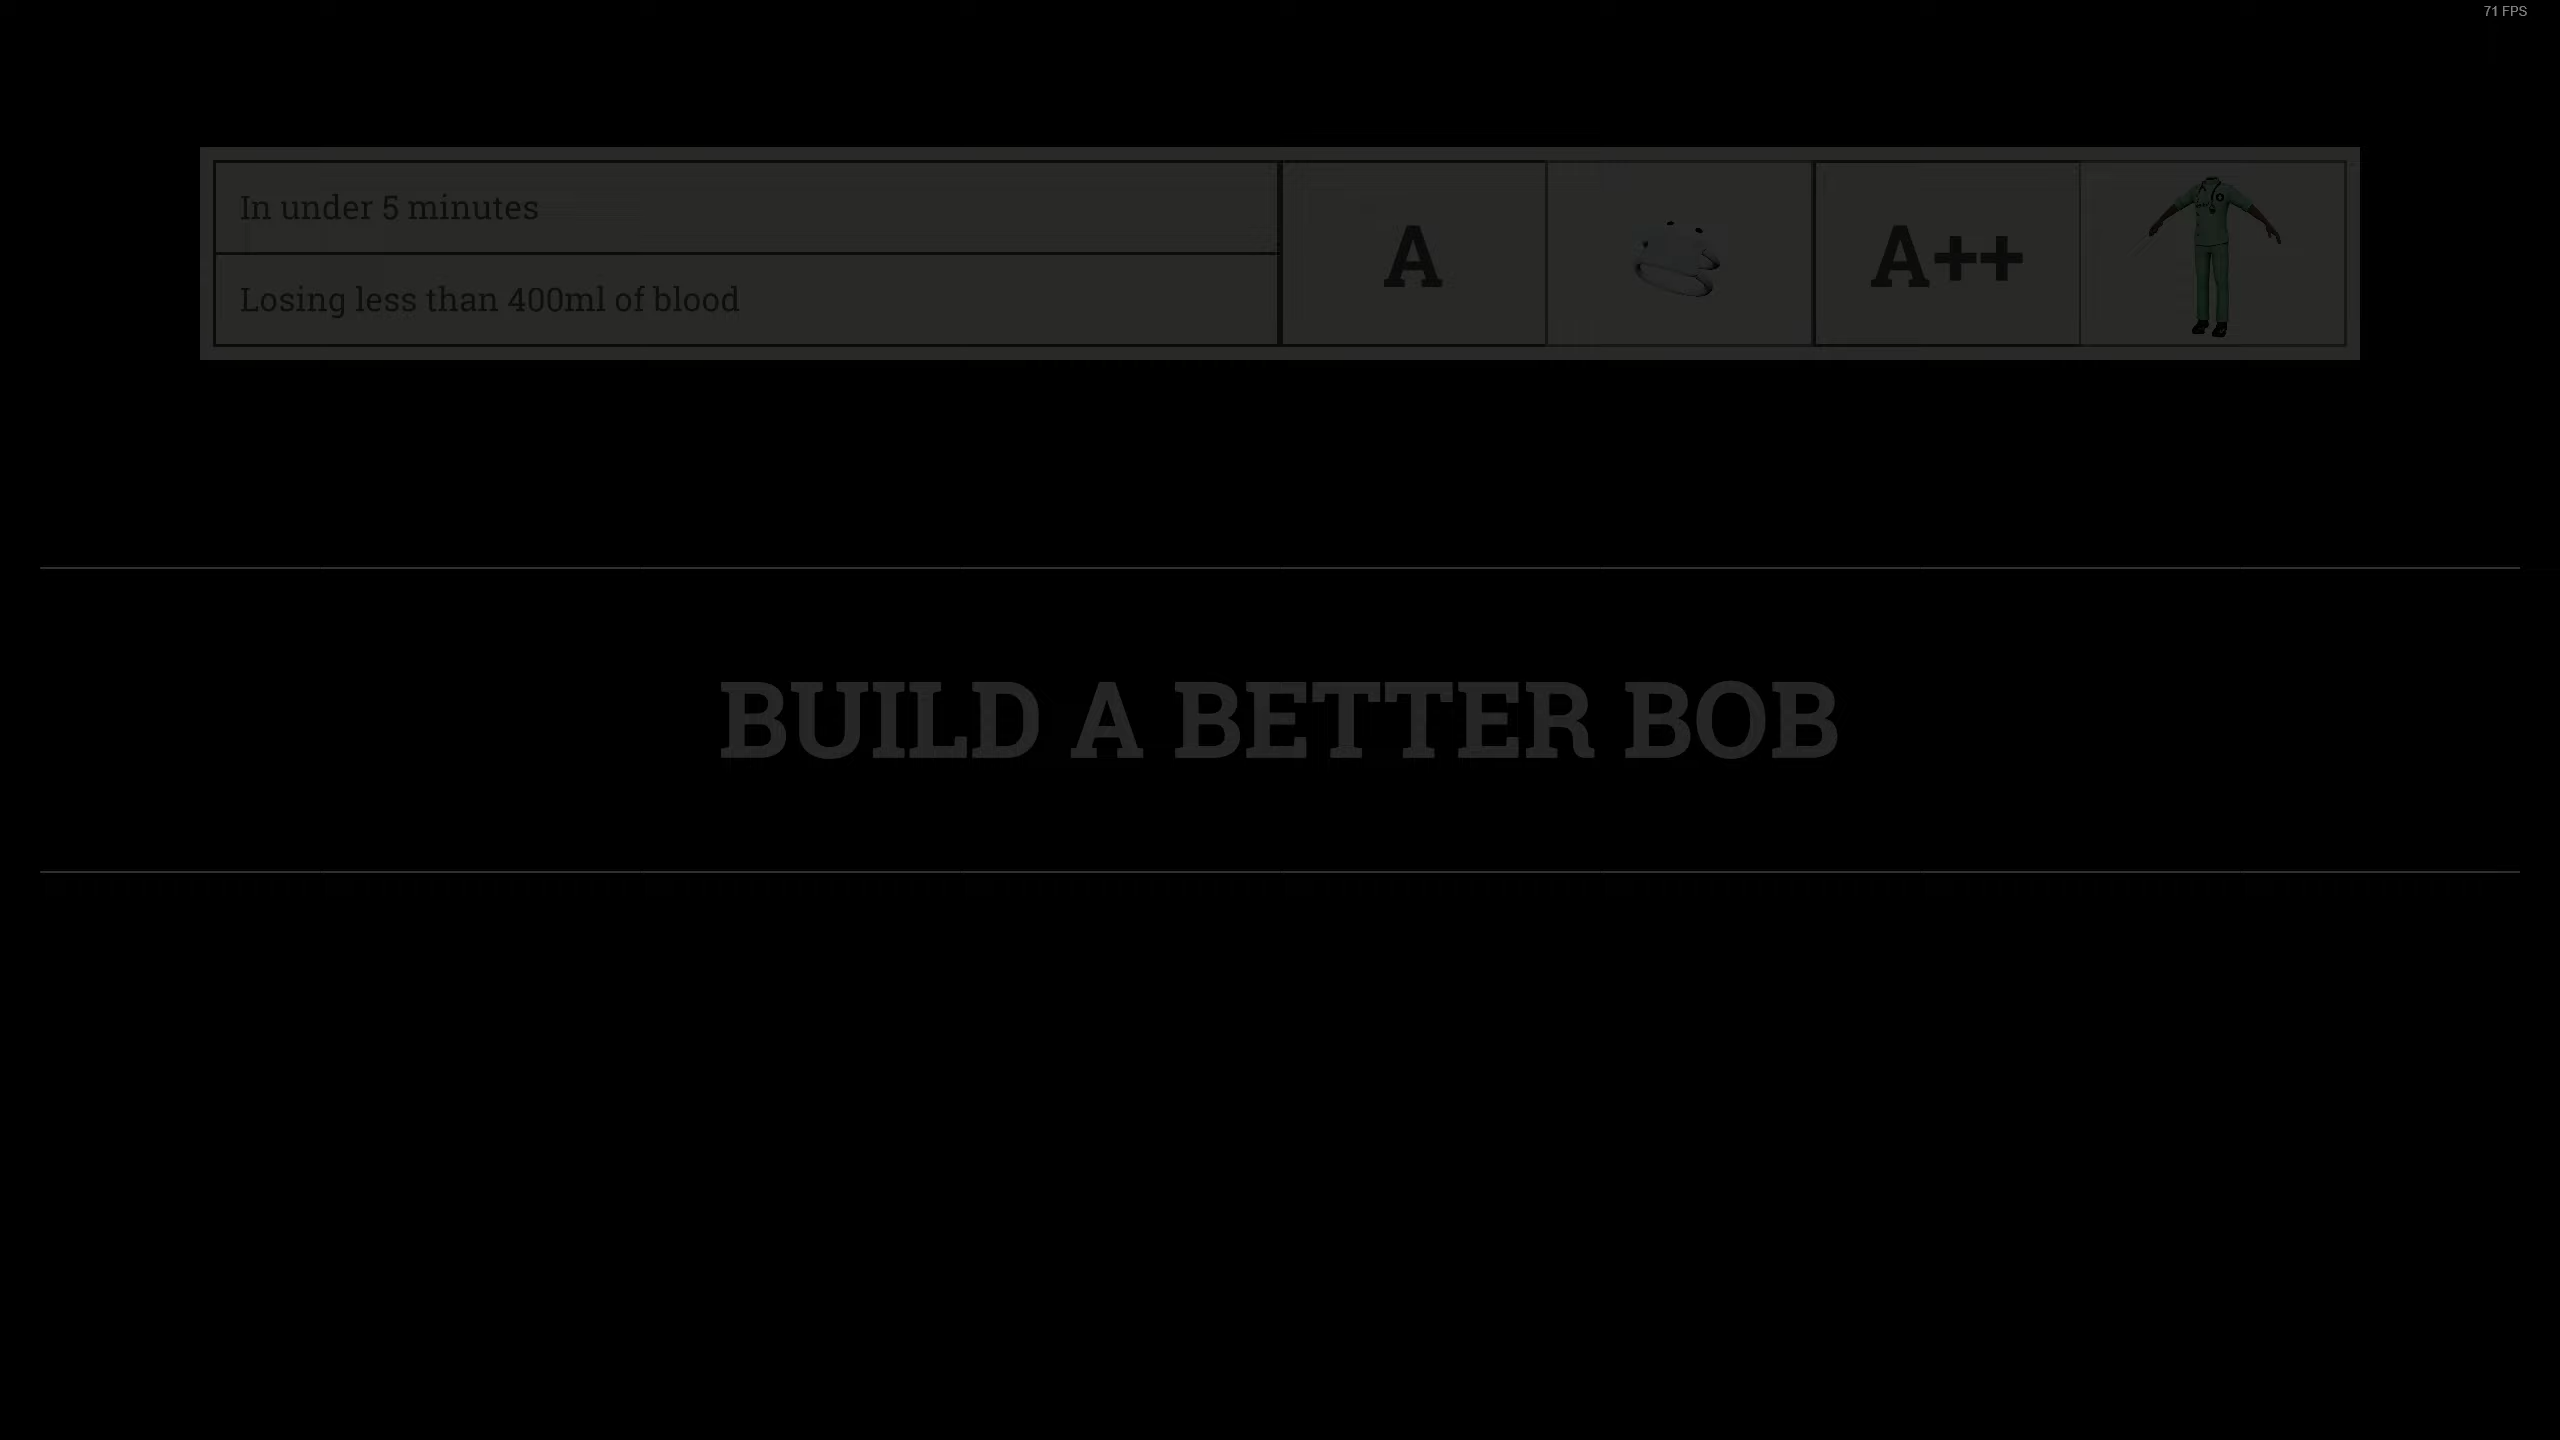 71 FPS
In under 5 minutes
Losing less than 400ml of blood
A
A++
BUILD A BETTER BOB